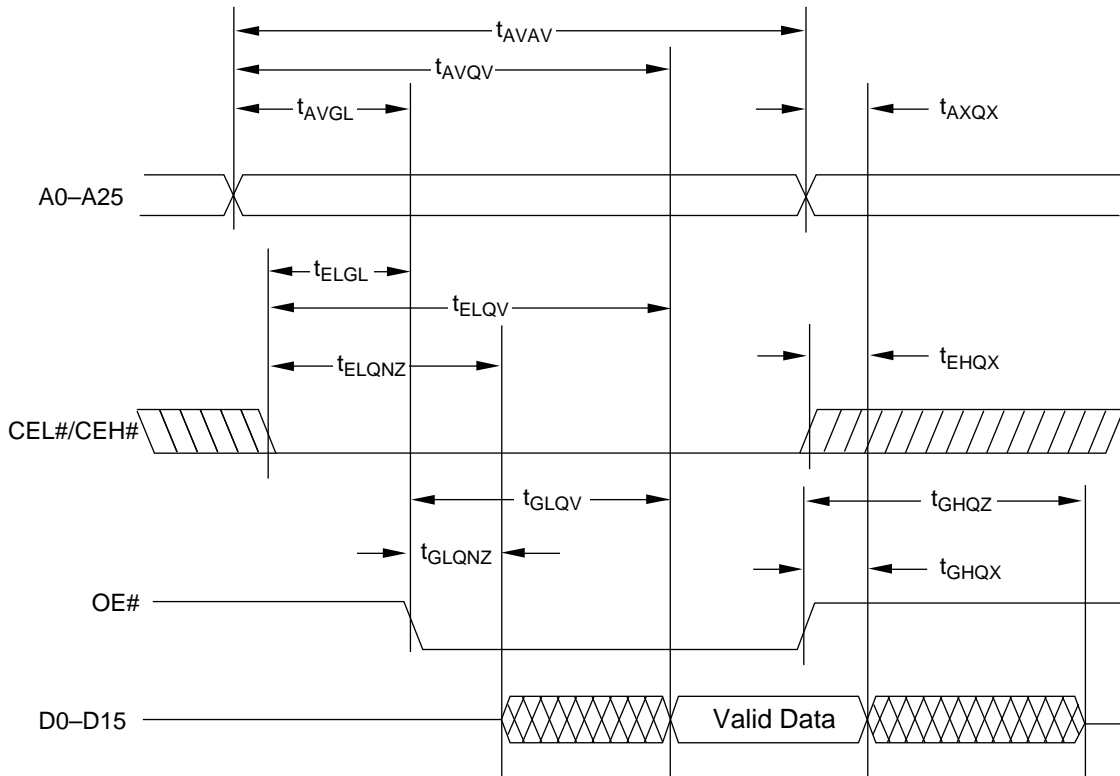 tAVAV
tAVQV
tAVGL
tAXQX
A0–A25
tELGL
tELQV
tELQNZ
tEHQX
CEL#/CEH#
tGLQV
tGHQZ
tGLQNZ
tGHQX
OE#
D0–D15
Valid Data